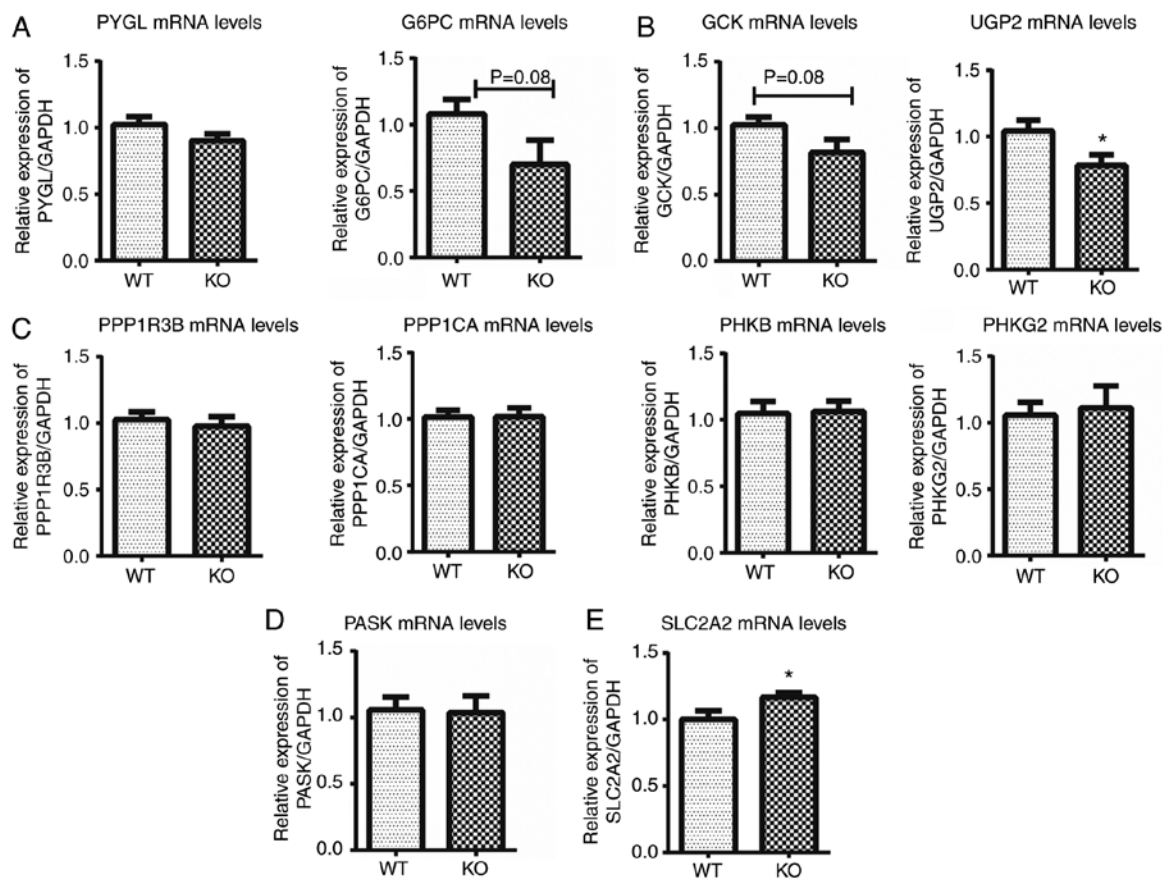 A
PYGL mRNA levels
Relative expression of
PYGL/GAPDH
1.5
1.0
0.5
0.0
WT
KO
G6PC mRNA levels
Relative expression of
G6PC/GAPDH
1.5
1.0
0.5
0.0
P=0.08
WT
KO
B
GCK mRNA levels
Relative expression of
GCK/GAPDH
1.5
1.0
0.5
0.0
P=0.08
WT
KO
UGP2 mRNA levels
Relative expression of
UGP2/GAPDH
1.5
1.0
0.5
0.0
*
WT
KO
C
PPP1R3B mRNA levels
Relative expression of
PPP1R3B/GAPDH
1.5
1.0
0.5
0.0
WT
KO
PPP1CA mRNA levels
Relative expression of
PPP1CA/GAPDH
1.5
1.0
0.5
0.0
WT
KO
PHKB mRNA levels
Relative expression of
PHKB/GAPDH
1.5
1.0
0.5
0.0
WT
KO
PHKG2 mRNA levels
Relative expression of
PHKG2/GAPDH
1.5
1.0
0.5
0.0
WT
KO
D
PASK mRNA levels
Relative expression of
PASK/GAPDH
1.5
1.0
0.5
0.0
WT
KO
E
SLC2A2 mRNA levels
Relative expression of
SLC2A2/GAPDH
1.5
1.0
0.5
0.0
*
WT
KO